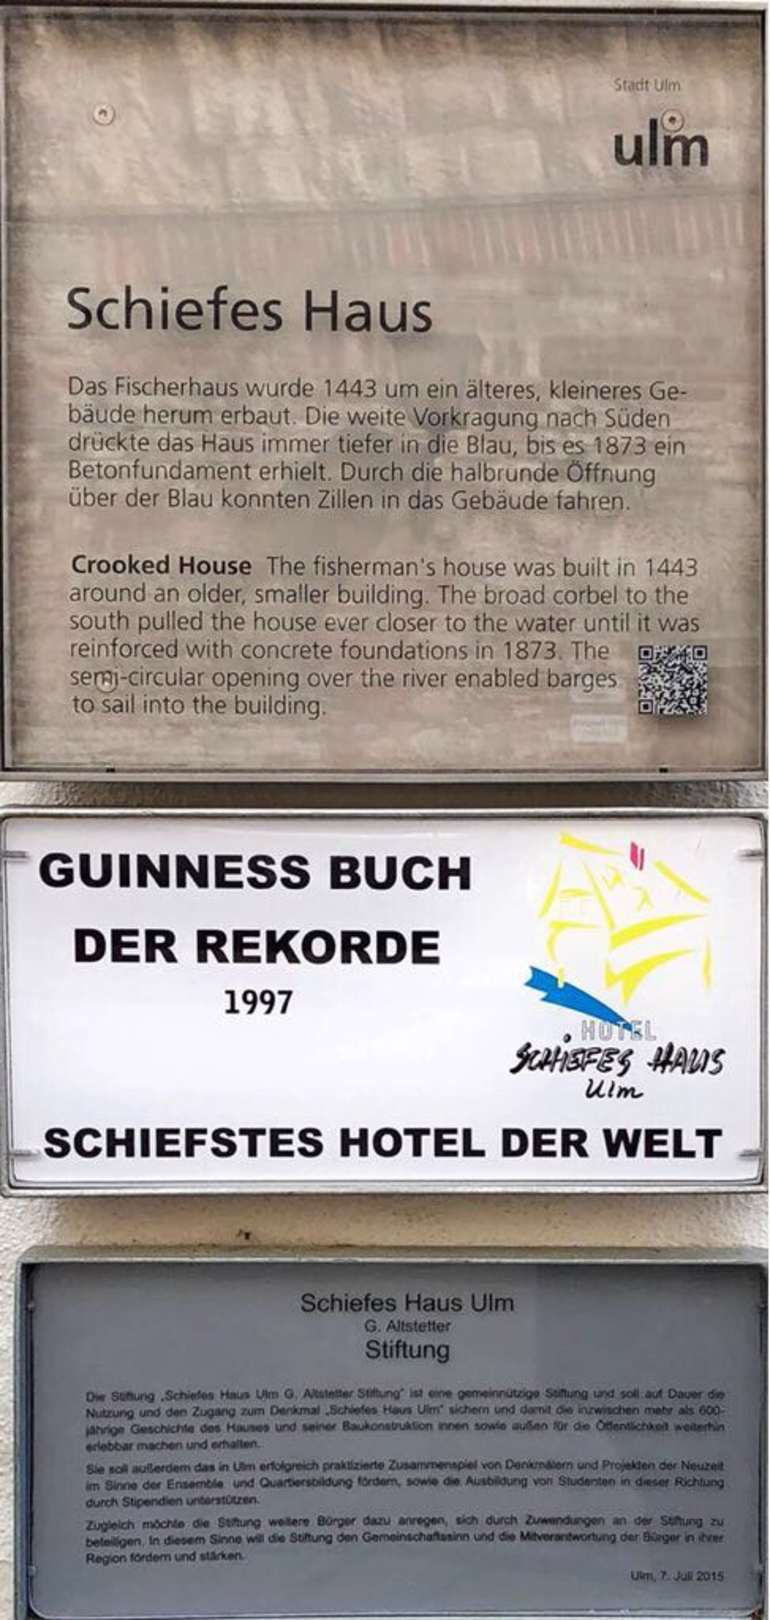 Stadt Ulm
ulm
Schiefes Haus
Das Fischerhaus wurde 1443 um ein älteres, kleineres Ge-
bäude herum erbaut. Die weite Vorkragung nach Süden
drückte das Haus immer tiefer in die Blau, bis es 1873 ein
Betonfundament erhielt. Durch die halbrunde Öffnung
über der Blau konnten Zillen in das Gebäude fahren.
Crooked House The fisherman's house was built in 1443
around an older, smaller building. The broad corbel to the
south pulled the house ever closer to the water until it was
reinforced with concrete foundations in 1873. The
semi-circular opening over the river enabled barges
to sail into the building.
GUINNESS BUCH
DER REKORDE
1997
HOTEL
SCHIEFES HAUS
Ulm
SCHIEFSTES HOTEL DER WELT
Schiefes Haus Ulm
G. Altstetter
Stiftung
Die Stiftung „Schiefes Haus Ulm G. Altstetter Stiftung" ist eine gemeinnützige Stiftung und soll auf Dauer die
Nutzung und den Zugang zum Denkmal „Schiefes Haus Ulm" sichern und damit die inzwischen mehr als 600-
jährige Geschichte des Hauses und seiner Baukonstruktion innen sowie außen für die Öffentlichkeit weiterhin
erlebbar machen und erhalten.
Sie soll außerdem das in Ulm erfolgreich praktizierte Zusammenspiel von Denkmälern und Projekten der Neuzeit
im Sinne der Ensemble und Quartiersbildung fördern, sowie die Ausbildung von Studenten in dieser Richtung
durch Stipendien unterstützen.
Zugleich möchte die Stiftung weitere Bürger dazu anregen, sich durch Zuwendungen an der Stiftung zu
beteiligen. In diesem Sinne will die Stiftung den Gemeinschaftssinn und die Mitverantwortung der Bürger in ihrer
Region fördern und stärken.
Ulm, 7. Juli 2015